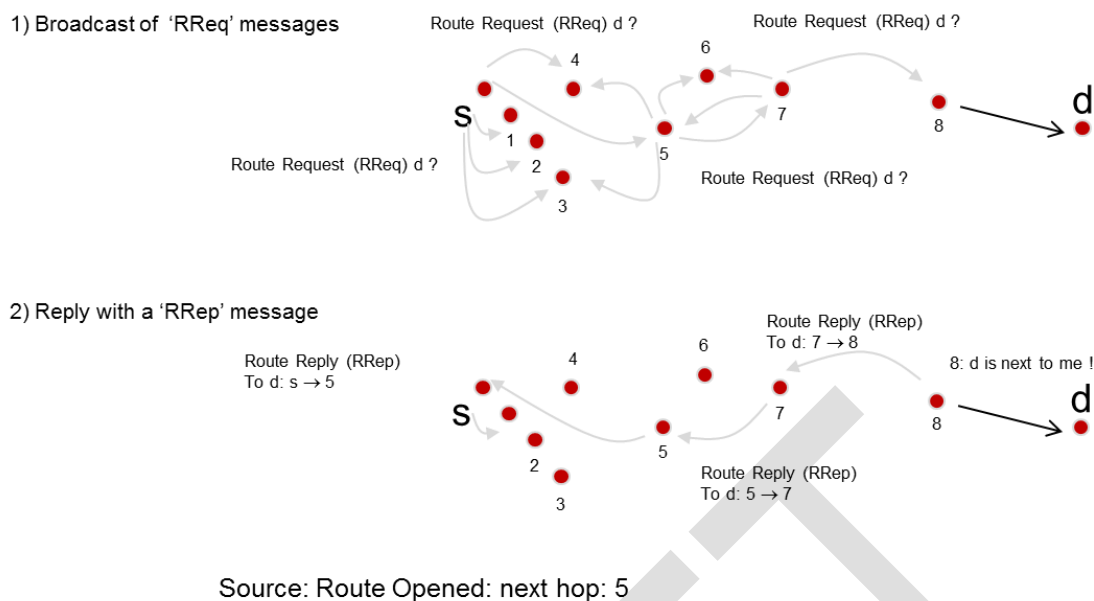 1) Broadcast of ‘RReq’ messages
Route Request (RReq) d ?
Route Request (RReq) d ?
4
6
s
1
2
3
5
7
8
d
Route Request (RReq) d ?
Route Request (RReq) d ?
2) Reply with a ‘RRep’ message
Route Reply (RRep)
To d: s → 5
Route Reply (RRep)
To d: 7 → 8
8: d is next to me !
4
6
s
2
3
5
7
8
d
Route Reply (RRep)
To d: 5 → 7
Source: Route Opened: next hop: 5